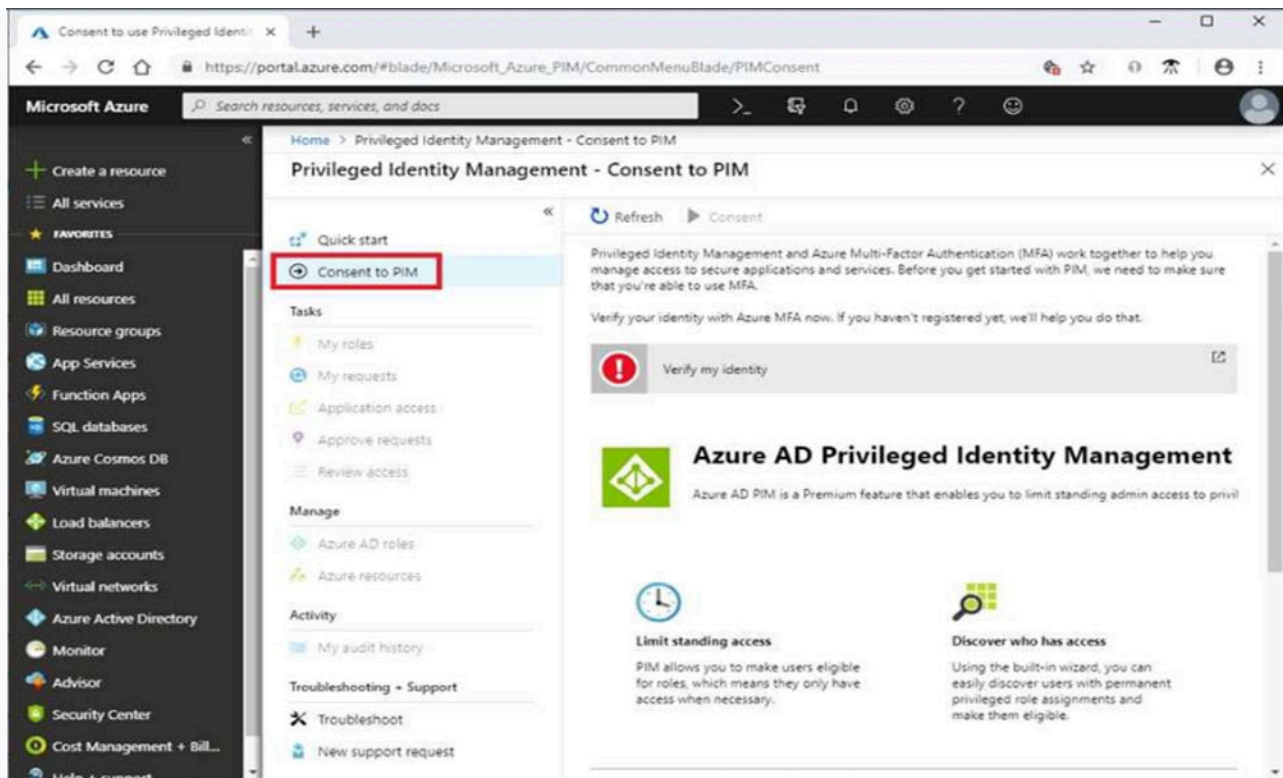 Consent to use Privileged Identi
https://portal.azure.com/#blade/Microsoft_Azure_PIM/CommonMenuBlade/PIMConsent
Microsoft Azure
Search resources, services, and docs
Create a resource
All services
FAVORITES
Dashboard
All resources
Resource groups
App Services
Function Apps
SQL databases
Azure Cosmos DB
Virtual machines
Load balancers
Storage accounts
Virtual networks
Azure Active Directory
Monitor
Advisor
Security Center
Cost Management + Bill...
Help + support
Home > Privileged Identity Management - Consent to PIM
Privileged Identity Management - Consent to PIM
Quick start
Consent to PIM
Tasks
My roles
My requests
Application access
Approve requests
Review access
Manage
Azure AD roles
Azure resources
Activity
My audit history
Troubleshooting + Support
Troubleshoot
New support request
Refresh
Consent
Privileged Identity Management and Azure Multi-Factor Authentication (MFA) work together to help you
manage access to secure applications and services. Before you get started with PIM, we need to make sure
that you're able to use MFA.
Verify your identity with Azure MFA now. If you haven't registered yet, we'll help you do that.
Verify my identity
Azure AD Privileged Identity Management
Azure AD PIM is a Premium feature that enables you to limit standing admin access to privil
Limit standing access
PIM allows you to make users eligible
for roles, which means they only have
access when necessary.
Discover who has access
Using the built-in wizard, you can
easily discover users with permanent
privileged role assignments and
make them eligible.